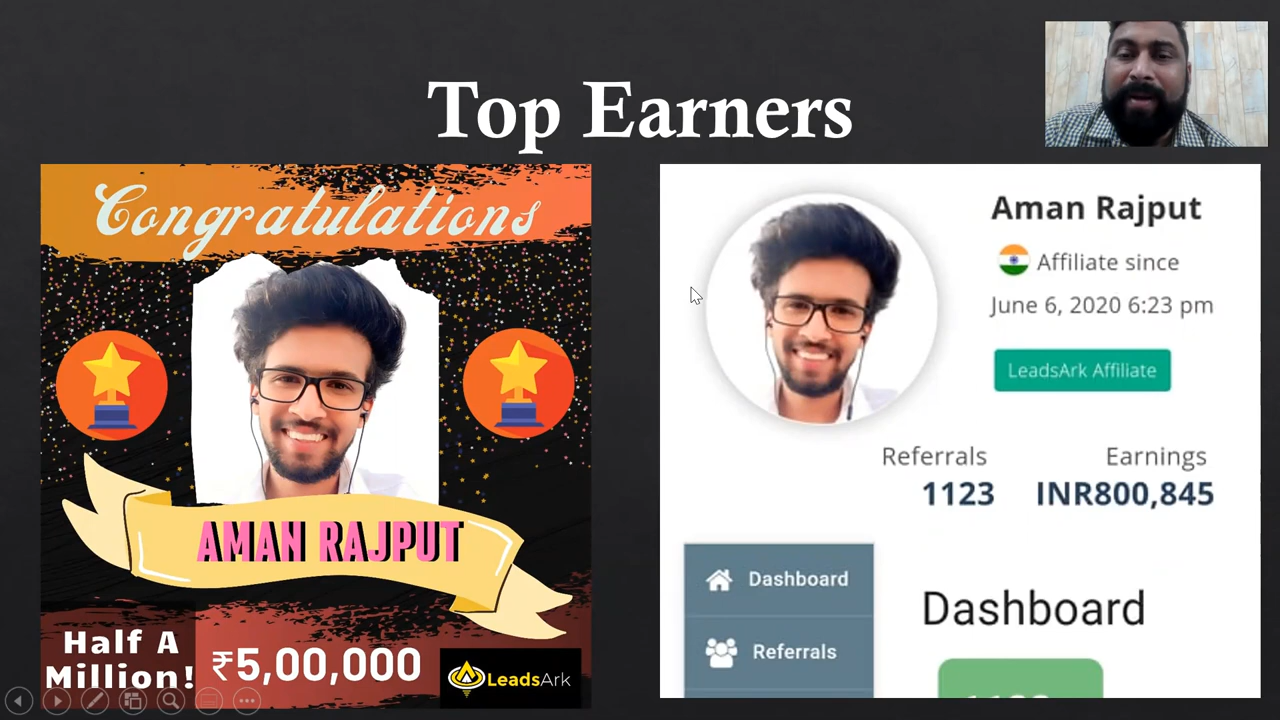 Top Earners
Congratulations
AMAN RAJPUT
Half A
Million!
₹5,00,000
LeadsArk
Aman Rajput
Affiliate since
June 6, 2020 6:23 pm
LeadsArk Affiliate
Referrals Earnings
1123 INR800,845
Dashboard
Referrals
Dashboard